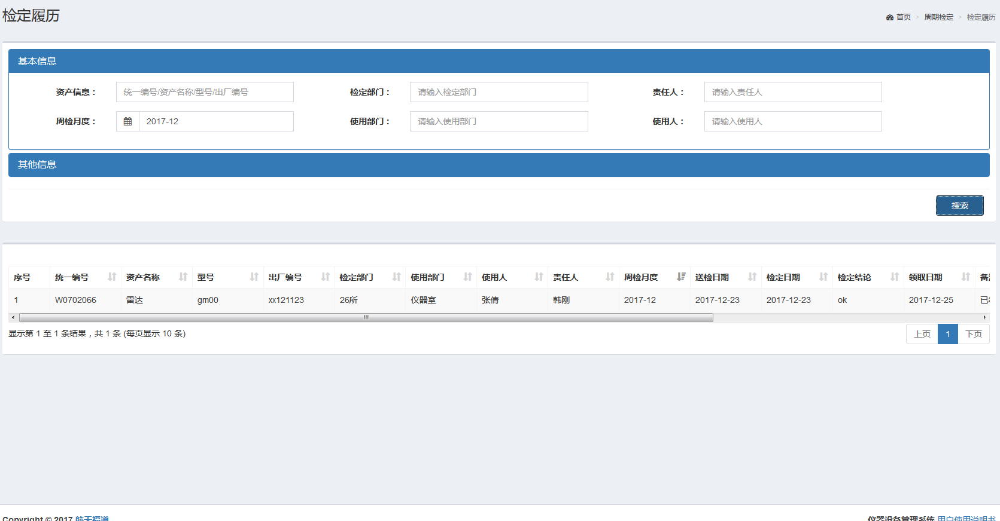 检定履历
首页 > 周期检定 > 检定履历
基本信息
资产信息： 统一编号/资产名称/型号/出厂编号 检定部门： 请输入检定部门 责任人： 请输入责任人
周检月度： 2017-12 使用部门： 请输入使用部门 使用人： 请输入使用人
其他信息
搜索
序号 统一编号 资产名称 型号 出厂编号 检定部门 使用部门 使用人 责任人 周检月度 送检日期 检定日期 检定结论 领取日期
1 W0702066 雷达 gm00 xx121123 26所 仪器室 张倩 韩刚 2017-12 2017-12-23 2017-12-23 ok 2017-12-25 已
显示第 1 至 1 条结果，共 1 条 (每页显示 10 条)
上页 1 下页
Copyright © 2017 航天福道 仪器设备管理系统 用户使用说明书